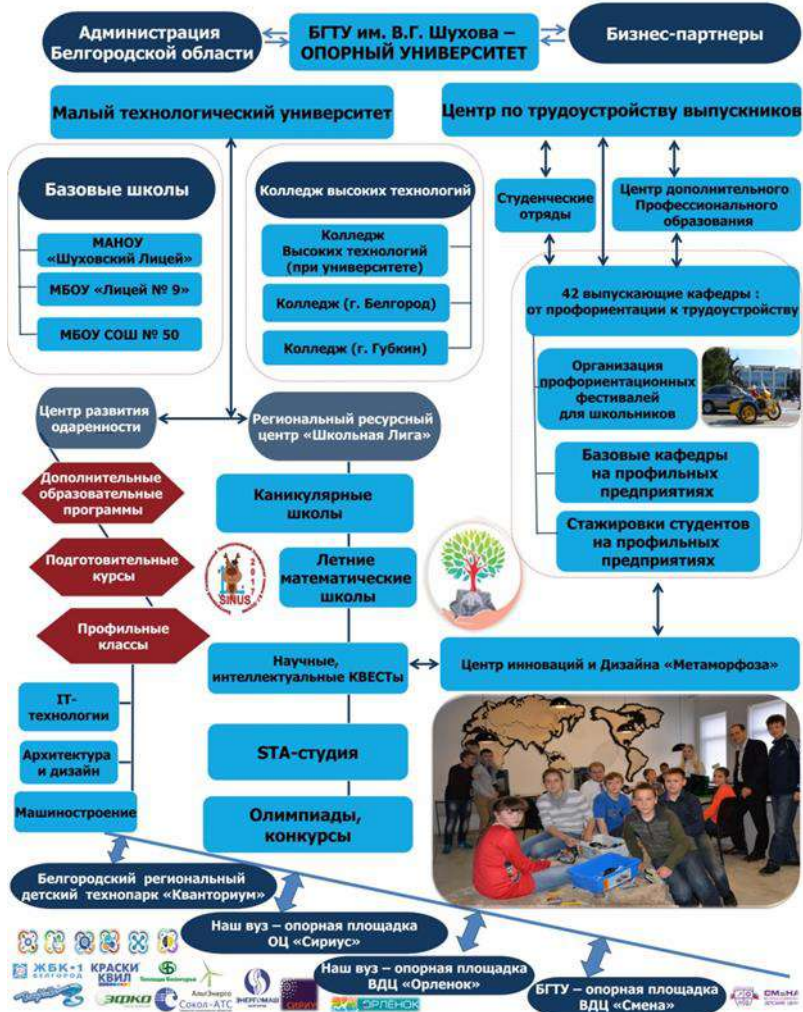 Администрация
Белгородской области
БГТУ им. В.Г. Шухова –
ОПОРНЫЙ УНИВЕРСИТЕТ
Бизнес-партнеры
Малый технологический университет
Центр по трудоустройству выпускников
Базовые школы
МАНОУ
«Шуховский Лицей»
МБОУ «Лицей № 9»
МБОУ СОШ № 50
Колледж высоких технологий
Колледж
Высоких технологий
(при университете)
Колледж (г. Белгород)
Колледж (г. Губкин)
Студенческие
отряды
Центр дополнительного
Профессионального
образования
42 выпускающие кафедры :
от профориентации к трудоустройству
Организация
профориентационных
фестивалей
для школьников
Базовые кафедры
на профильных
предприятиях
Стажировки студентов
на профильных
предприятиях
Центр развития
одаренности
Региональный ресурсный
центр «Школьная Лига»
Дополнительные
образовательные
программы
Подготовительные
курсы
Профильные
классы
IT-
технологии
Архитектура
и дизайн
Машиностроение
Каникулярные
школы
SINUS
2017
Летние
математические
школы
Научные,
интеллектуальные КВЕСТы
Центр инноваций и Дизайна «Метаморфоза»
STA-студия
Олимпиады,
конкурсы
Белгородский региональный
детский технопарк «Кванториум»
Наш вуз – опорная площадка
ОЦ «Сириус»
Наш вуз – опорная площадка
ВДЦ «Орленок»
БГТУ – опорная площадка
ВДЦ «Смена»
ЖБК-1
БЕЛГОРОД
КРАСКИ
КВИЛ
АльтЭнерго
ЭФКО
Сокол-АТС
ЭНЕРГОМАШ
СИРИУС
ОРЛЁНОК
СМЕНА